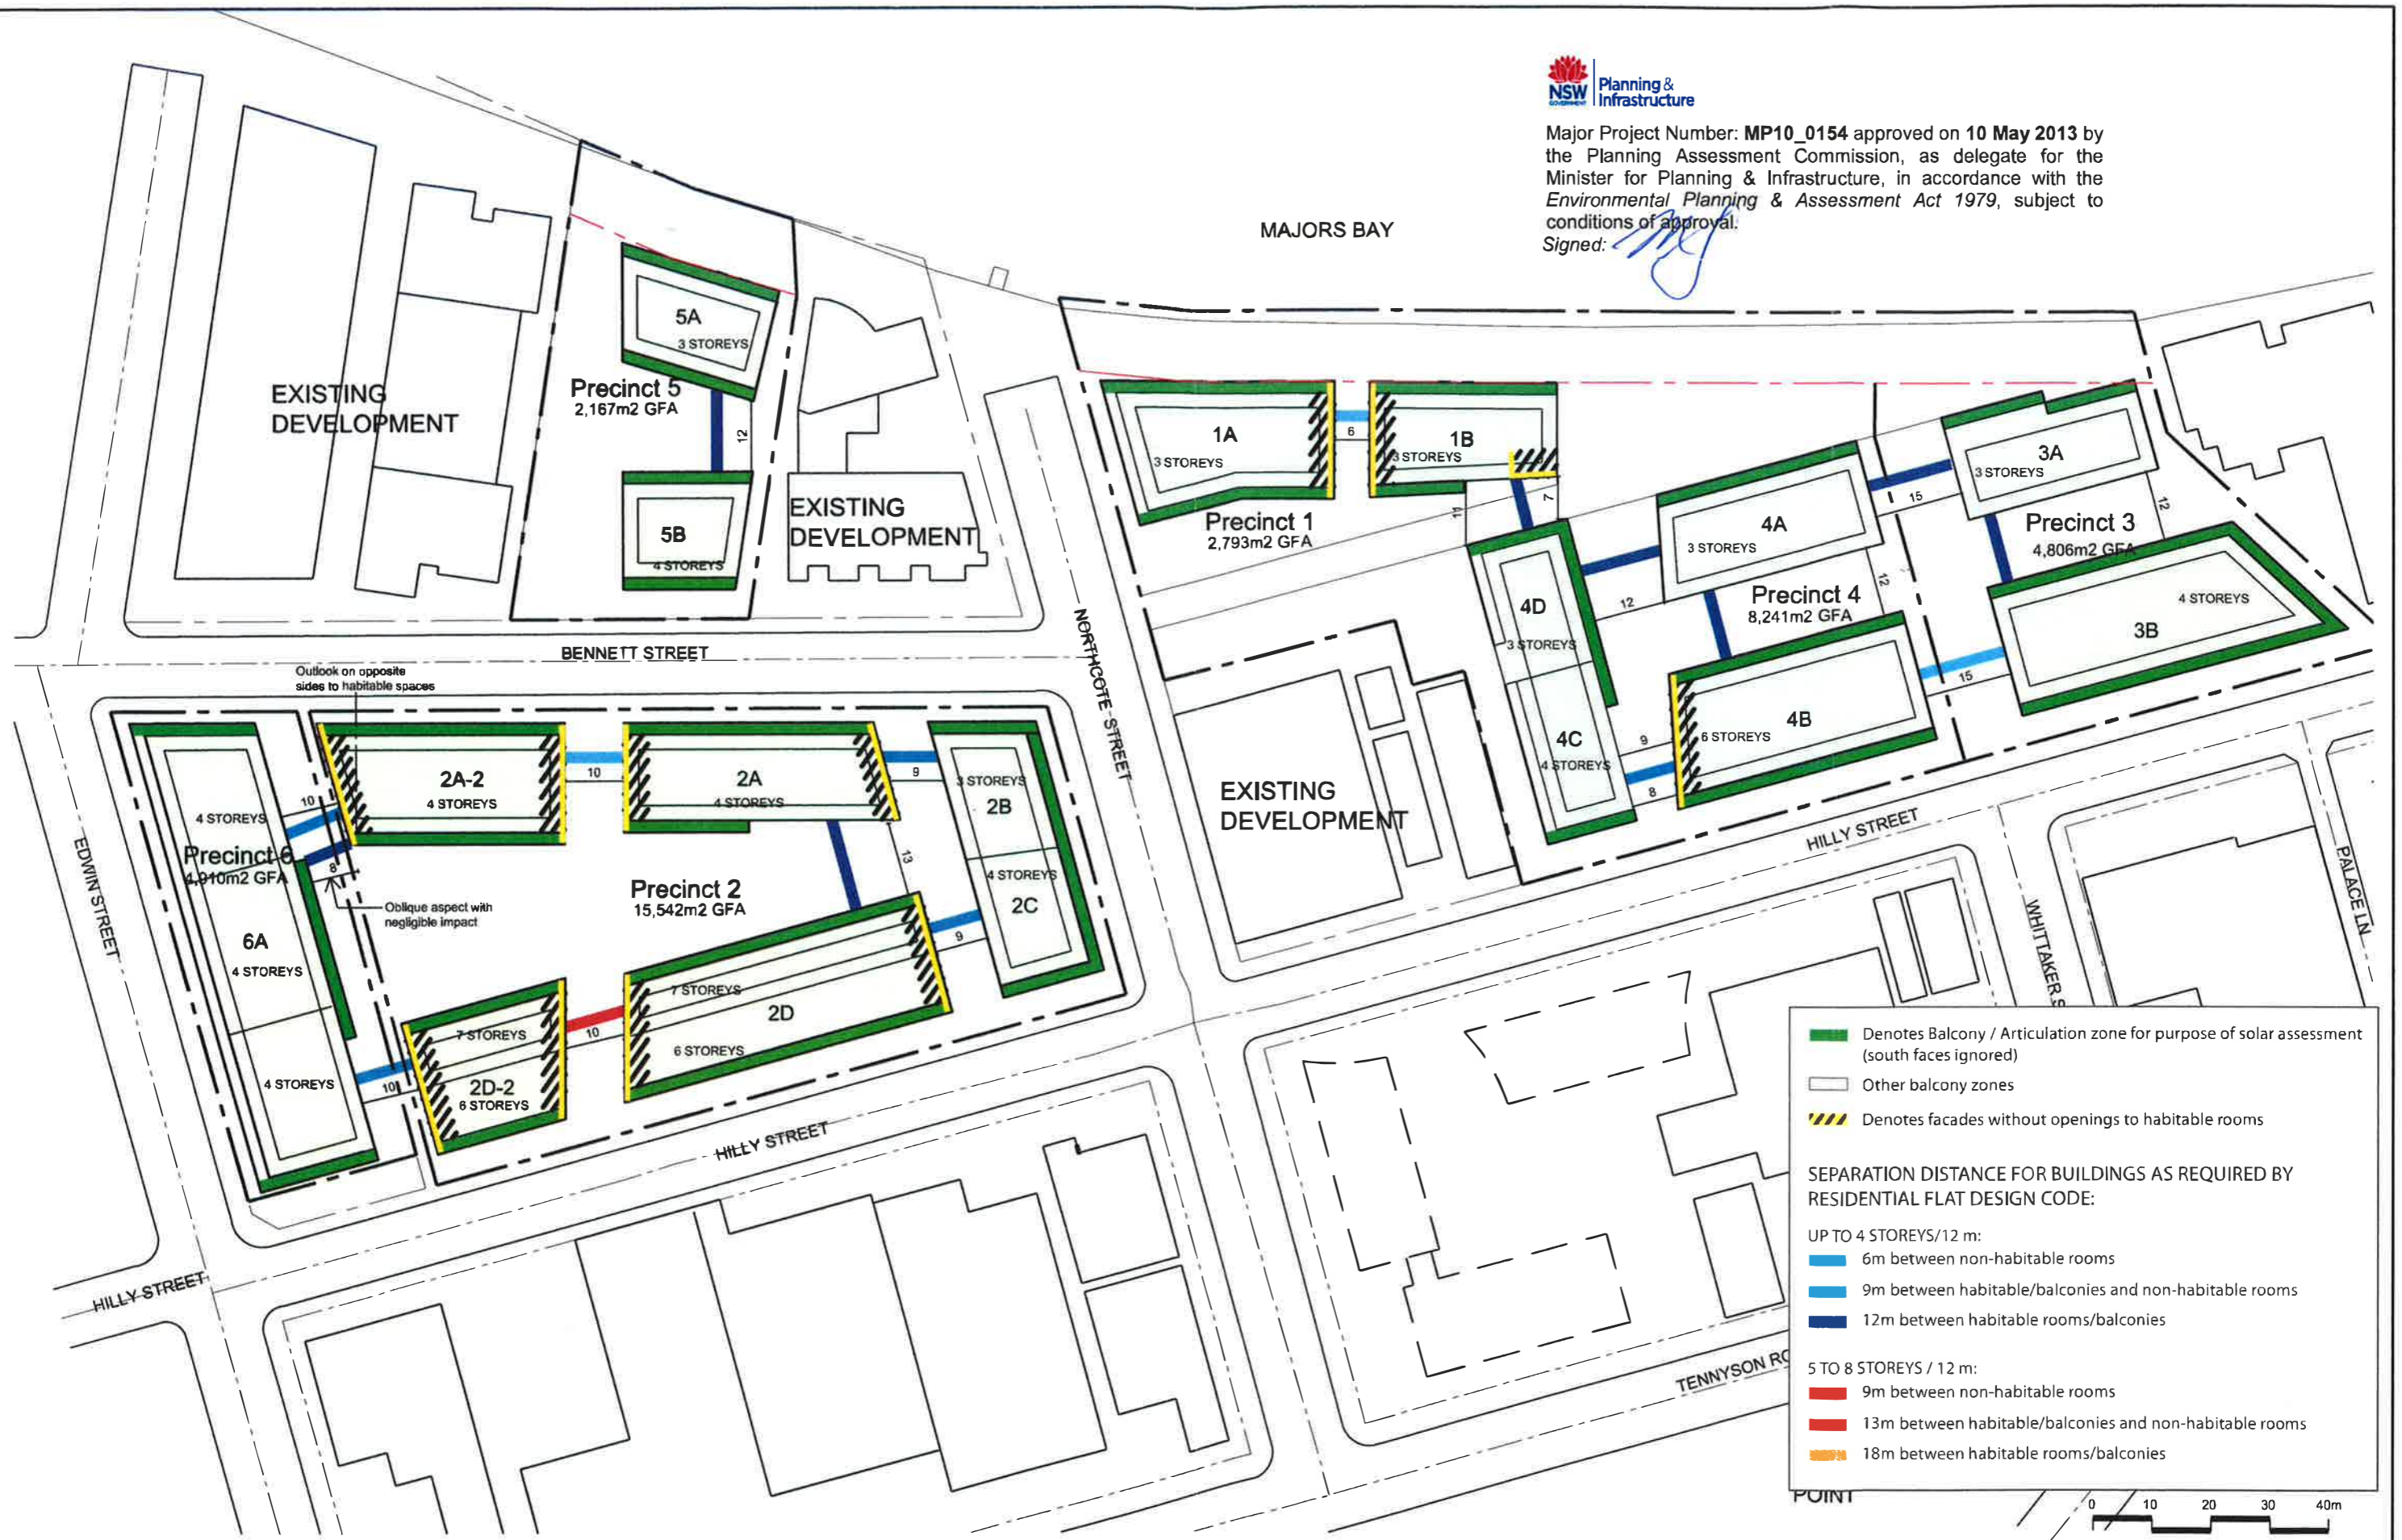 NSW
GOVERNMENT
Planning &
Infrastructure
Major Project Number: MP10_0154 approved on 10 May 2013 by
the Planning Assessment Commission, as delegate for the
Minister for Planning & Infrastructure, in accordance with the
Environmental Planning & Assessment Act 1979, subject to
conditions of approval.
Signed:
MAJORS BAY
EXISTING
DEVELOPMENT
5A
3 STOREYS
Precinct 5
2,167m2 GFA
12
5B
4 STOREYS
EXISTING
DEVELOPMENT
1A
3 STOREYS
6
1B
3 STOREYS
Precinct 1
2,793m2 GFA
11
7
4A
3 STOREYS
15
3A
3 STOREYS
12
Precinct 3
4,806m2 GFA
4D
3 STOREYS
12
Precinct 4
8,241m2 GFA
12
3B
4 STOREYS
15
4C
4 STOREYS
9
8
4B
6 STOREYS
BENNETT STREET
NORTHCOTE STREET
Outlook on opposite
sides to habitable spaces
2A-2
4 STOREYS
10
2A
4 STOREYS
9
3 STOREYS
2B
4 STOREYS
2C
13
9
10
4 STOREYS
Precinct 6
4,910m2 GFA
8
Oblique aspect with
negligible impact
6A
4 STOREYS
4 STOREYS
10
Precinct 2
15,542m2 GFA
7 STOREYS
2D-2
6 STOREYS
10
7 STOREYS
2D
6 STOREYS
EXISTING
DEVELOPMENT
EDWIN STREET
HILLY STREET
HILLY STREET
HILLY STREET
WHITTAKER S
PALACE LN
TENNYSON RO
POINT
Denotes Balcony / Articulation zone for purpose of solar assessment
(south faces ignored)
Other balcony zones
Denotes facades without openings to habitable rooms
SEPARATION DISTANCE FOR BUILDINGS AS REQUIRED BY
RESIDENTIAL FLAT DESIGN CODE:
UP TO 4 STOREYS/12 m:
6m between non-habitable rooms
9m between habitable/balconies and non-habitable rooms
12m between habitable rooms/balconies
5 TO 8 STOREYS / 12 m:
9m between non-habitable rooms
13m between habitable/balconies and non-habitable rooms
18m between habitable rooms/balconies
0 10 20 30 40m